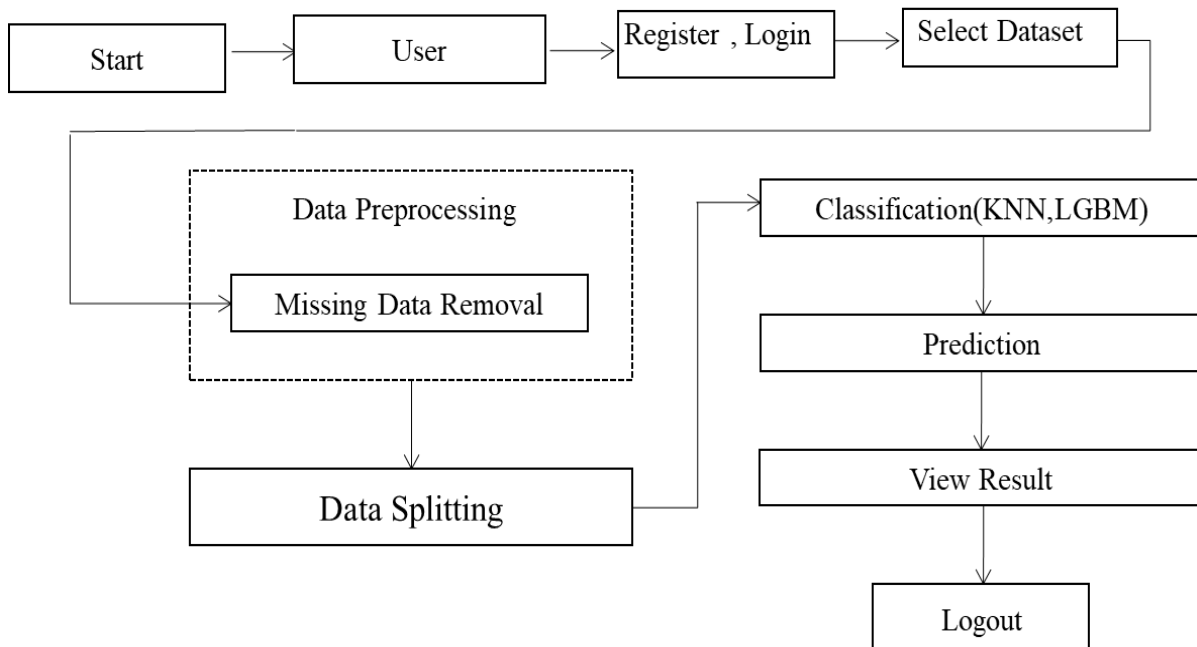 Start
User
Register , Login
Select Dataset
Data Preprocessing
Missing Data Removal
Data Splitting
Classification(KNN,LGBM)
Prediction
View Result
Logout